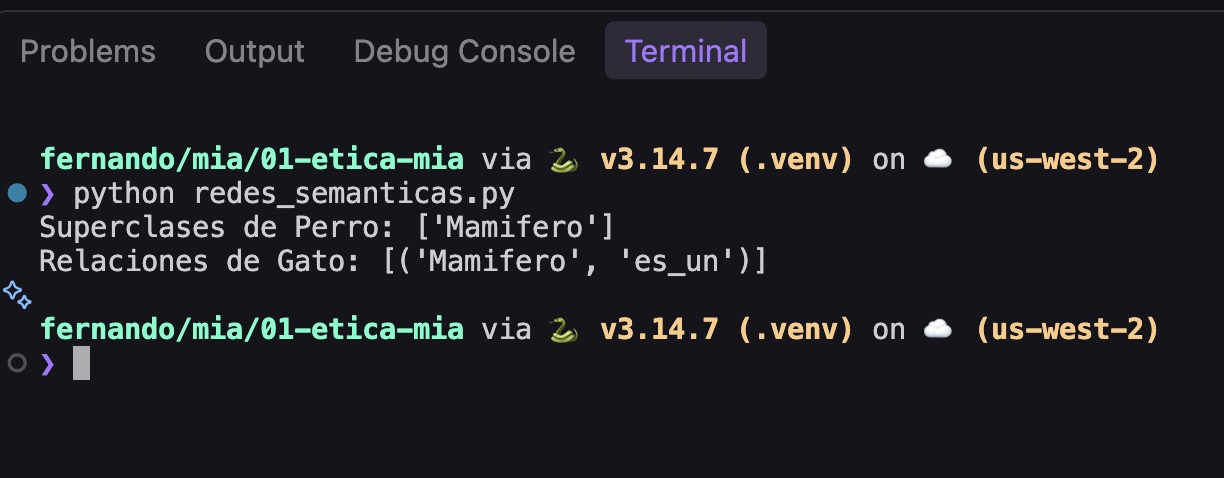 Problems Output Debug Console Terminal
fernando/mia/01-etica-mia via 🐍 v3.14.7 (.venv) on ☁️ (us-west-2)
❯ python redes_semanticas.py
Superclases de Perro: ['Mamifero']
Relaciones de Gato: [('Mamifero', 'es_un')]
fernando/mia/01-etica-mia via 🐍 v3.14.7 (.venv) on ☁️ (us-west-2)
❯